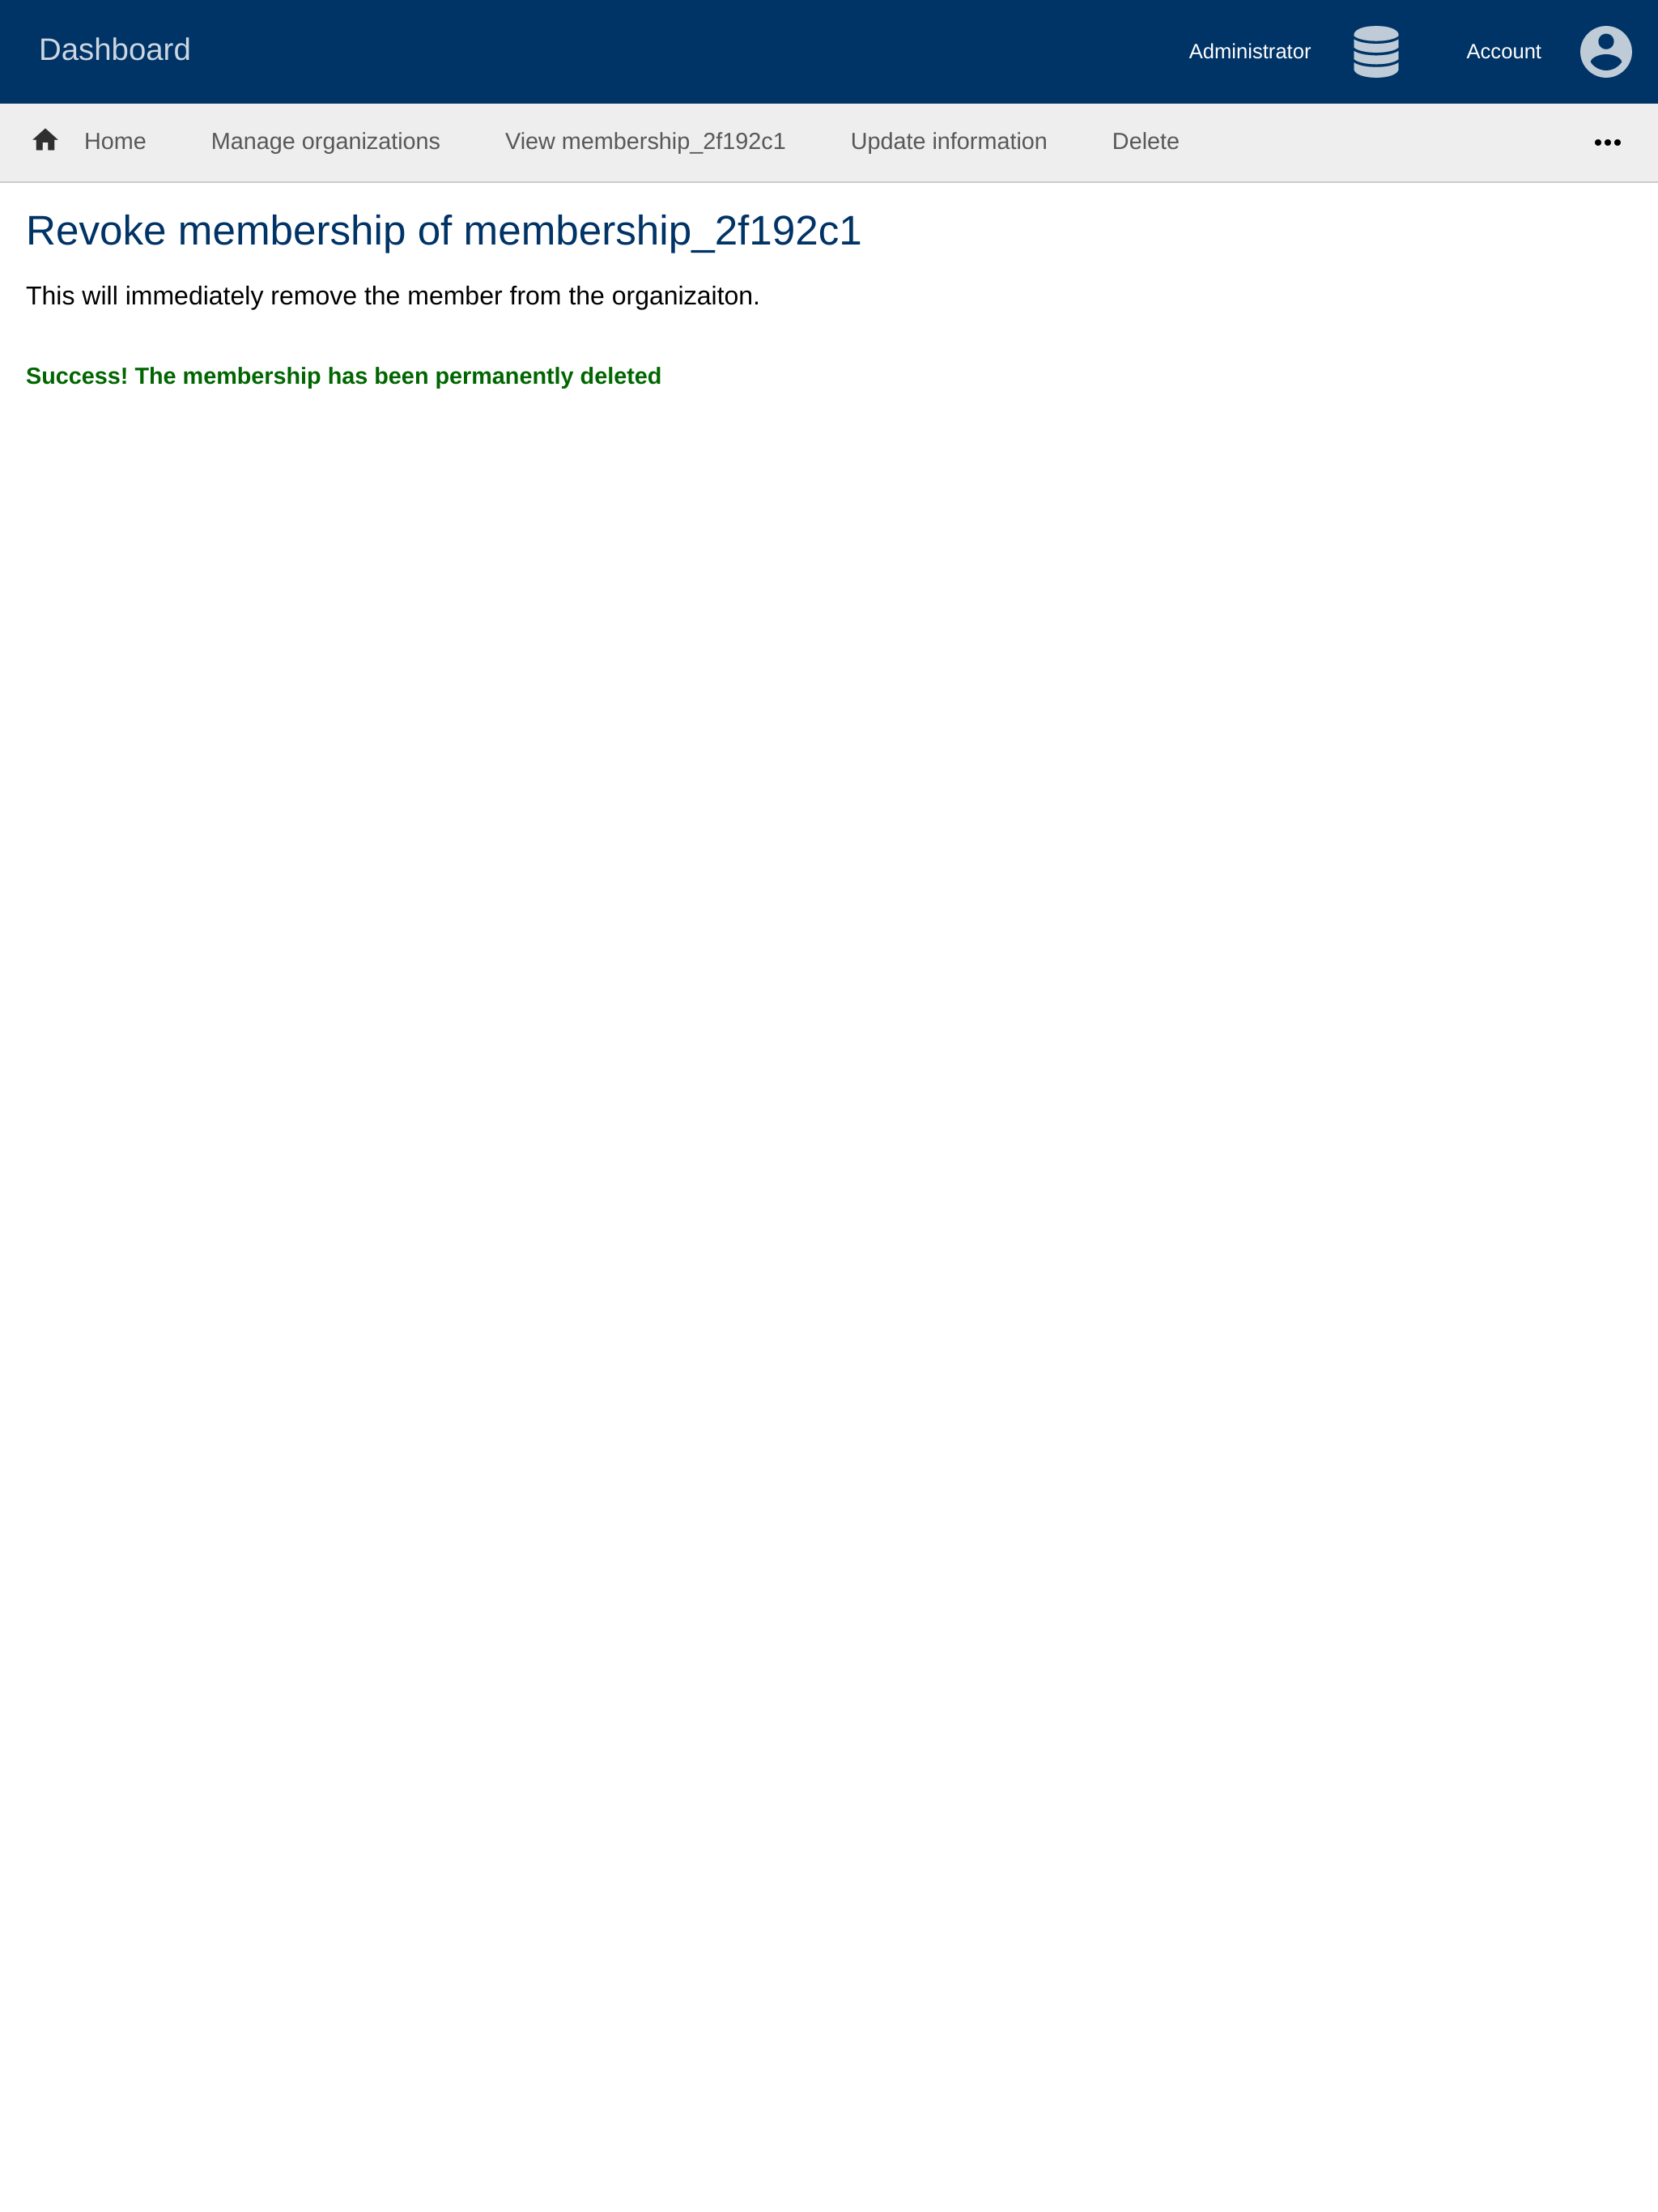 Dashboard
Administrator
Account
Home
Manage organizations
View membership_2f192c1
Update information
Delete
Revoke membership of membership_2f192c1
This will immediately remove the member from the organizaiton.
Success! The membership has been permanently deleted